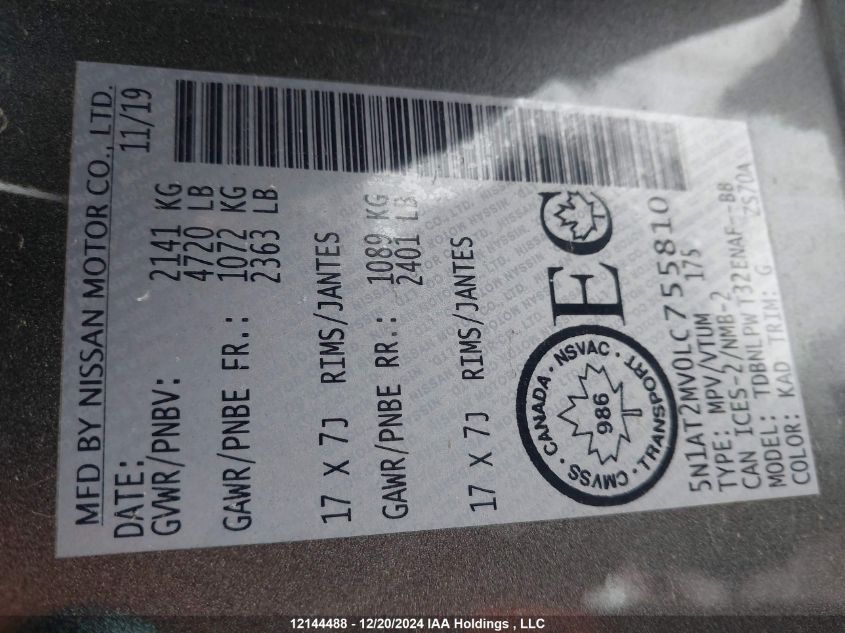 MFD BY NISSAN MOTOR CO., LTD.
DATE: 11/19
GVWR/PNBV: 2141 KG
4720 LB
GAWR/PNBE FR.: 1072 KG
2363 LB
17 X 7J RIMS/JANTES
GAWR/PNBE RR.: 1089 KG
2401 LB
17 X 7J RIMS/JANTES
CANADA · NSVAC · TRANSPORT · CMVSS ·
986
EC
5N1AT2MV0LC755810
TYPE: MPV/VTUM 175
CAN ICES-2/NMB-2
MODEL: TDBNLPW T32ENAF--B8
COLOR: KAD TRIM: G ZS70A
12144488 - 12/20/2024 IAA Holdings , LLC